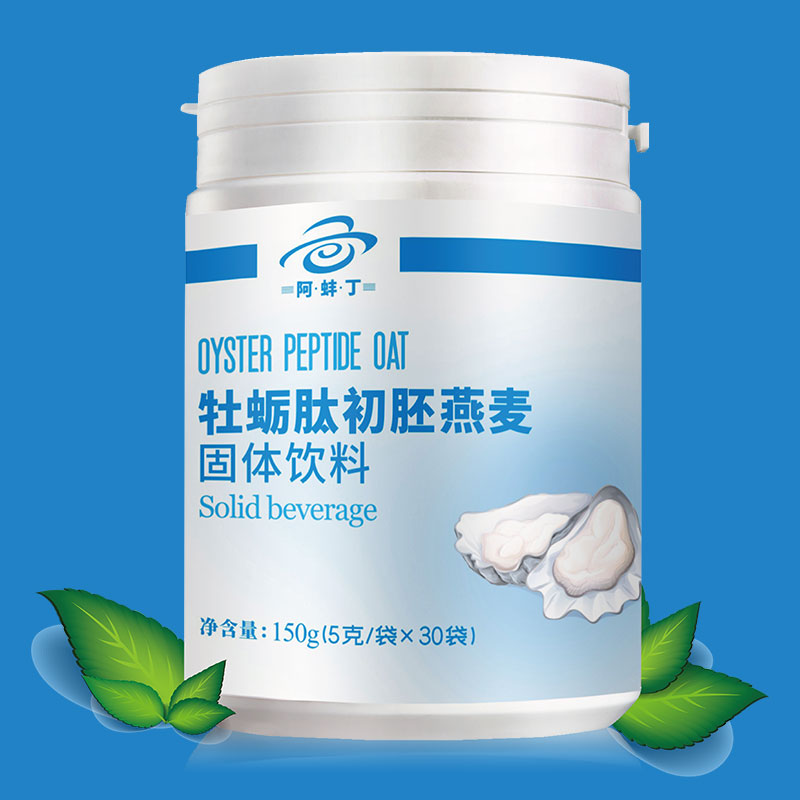 阿·蚌·丁
OYSTER PEPTIDE OAT
牡蛎肽初胚燕麦
固体饮料
Solid beverage
净含量：150g(5克/袋×30袋)